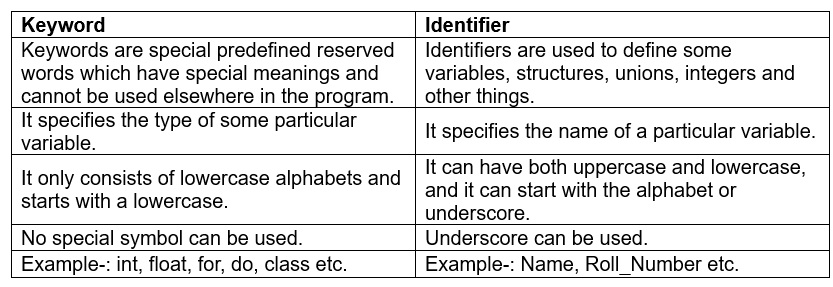 Keyword
Identifier
Keywords are special predefined reserved
words which have special meanings and
cannot be used elsewhere in the program.
Identifiers are used to define some
variables, structures, unions, integers and
other things.
It specifies the type of some particular
variable.
It specifies the name of a particular variable.
It only consists of lowercase alphabets and
starts with a lowercase.
It can have both uppercase and lowercase,
and it can start with the alphabet or
underscore.
No special symbol can be used.
Underscore can be used.
Example-: int, float, for, do, class etc.
Example-: Name, Roll_Number etc.